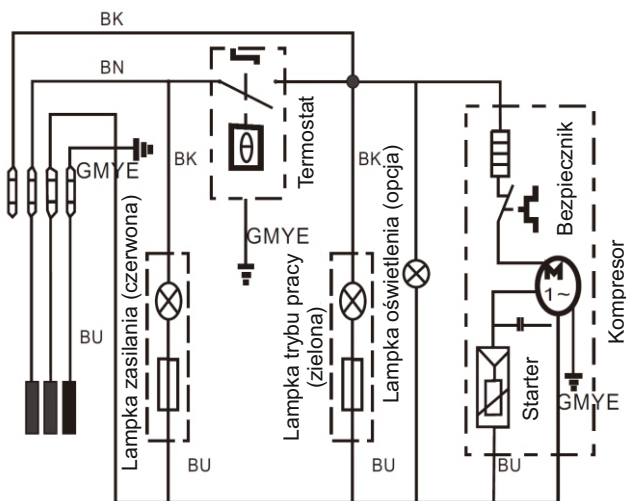 BK
BN
GMYE
BU
BK
Lampka zasilania (czerwona)
BU
Termostat
GMYE
BK
Lampka trybu pracy
(zielona)
BU
Lampka oświetlenia (opcja)
Bezpiecznik
M
1~
Starter
GMYE
BU
Kompresor